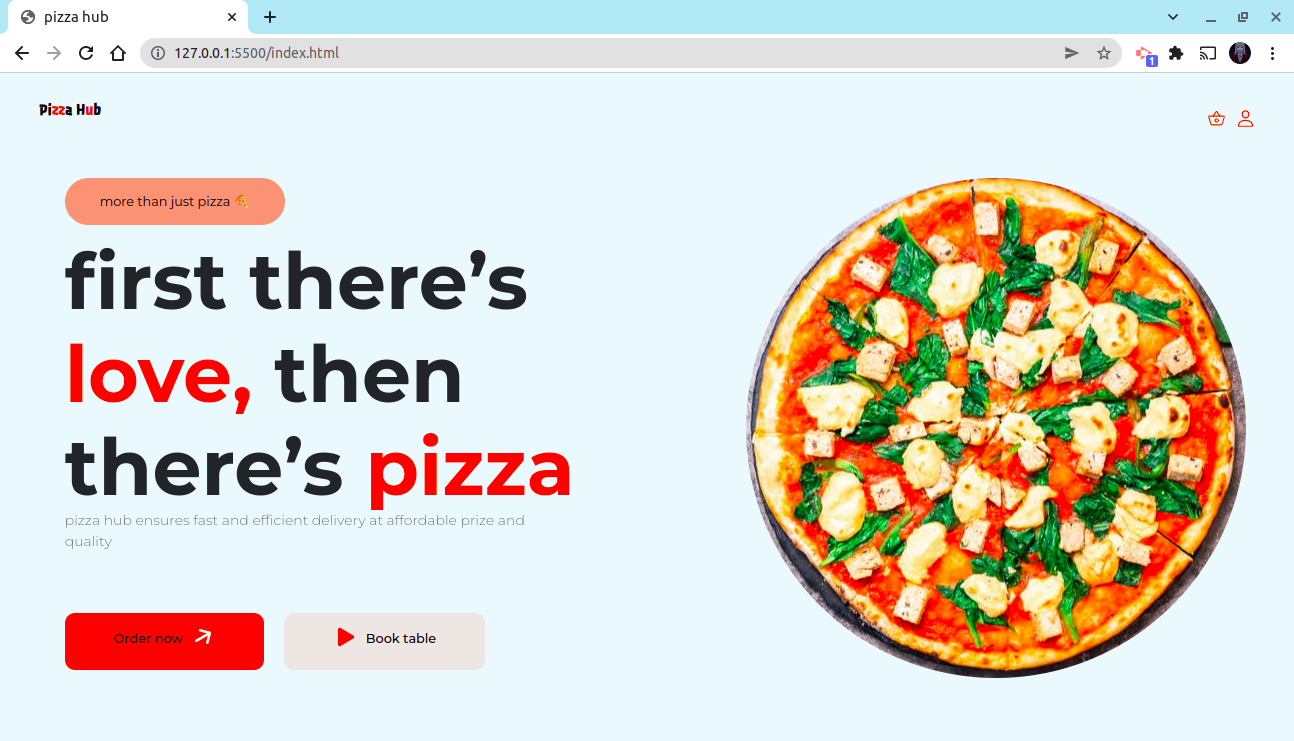 pizza hub
127.0.0.1:5500/index.html
1
Pizza Hub
more than just pizza 🍕
first there’s
love, then
there’s pizza
pizza hub ensures fast and efficient delivery at affordable prize and
quality
Order now
Book table